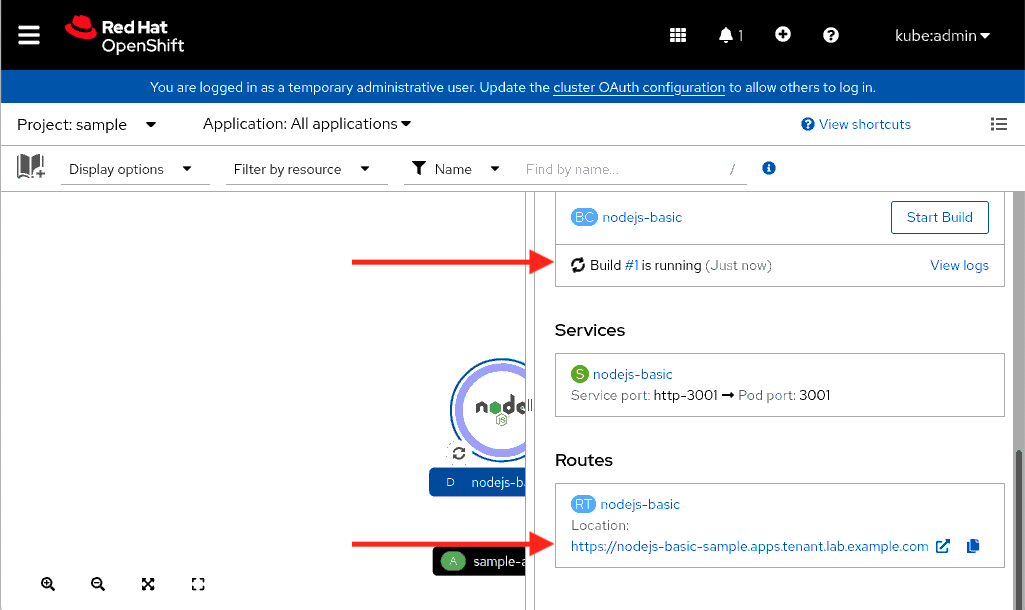 Red Hat
OpenShift
1
kube:admin
You are logged in as a temporary administrative user. Update the cluster OAuth configuration to allow others to log in.
Project: sample
Application: All applications
View shortcuts
Display options
Filter by resource
Name
Find by name...
/
BC nodejs-basic
Start Build
Build #1 is running (Just now)
View logs
Services
S nodejs-basic
Service port: http-3001 → Pod port: 3001
node
D nodejs-b
Routes
RT nodejs-basic
Location:
https://nodejs-basic-sample.apps.tenant.lab.example.com
A sample-a